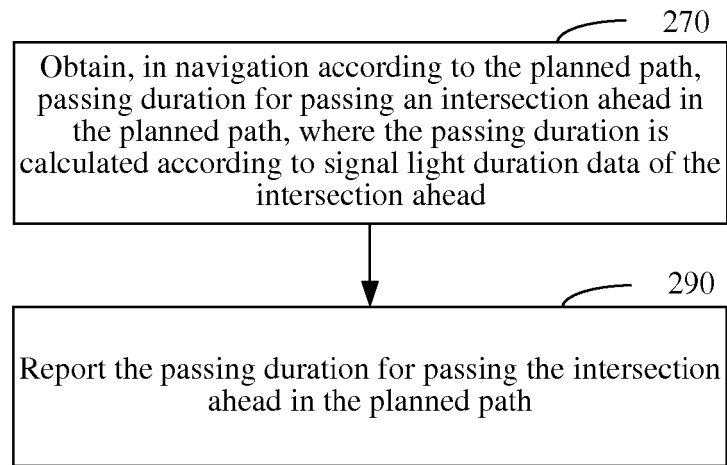 270
Obtain, in navigation according to the planned path,
passing duration for passing an intersection ahead in
the planned path, where the passing duration is
calculated according to signal light duration data of the
intersection ahead
290
Report the passing duration for passing the intersection
ahead in the planned path